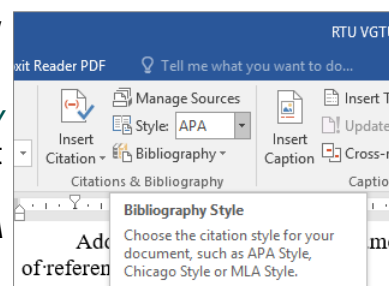 RTU VGTU
oxit Reader PDF
Tell me what you want to do...
Insert Citation
Manage Sources
Style: APA
Bibliography
Citations & Bibliography
Insert Caption
Insert T
Update
Cross-r
Captio
Bibliography Style
Choose the citation style for your
document, such as APA Style,
Chicago Style or MLA Style.
Add
of·referen